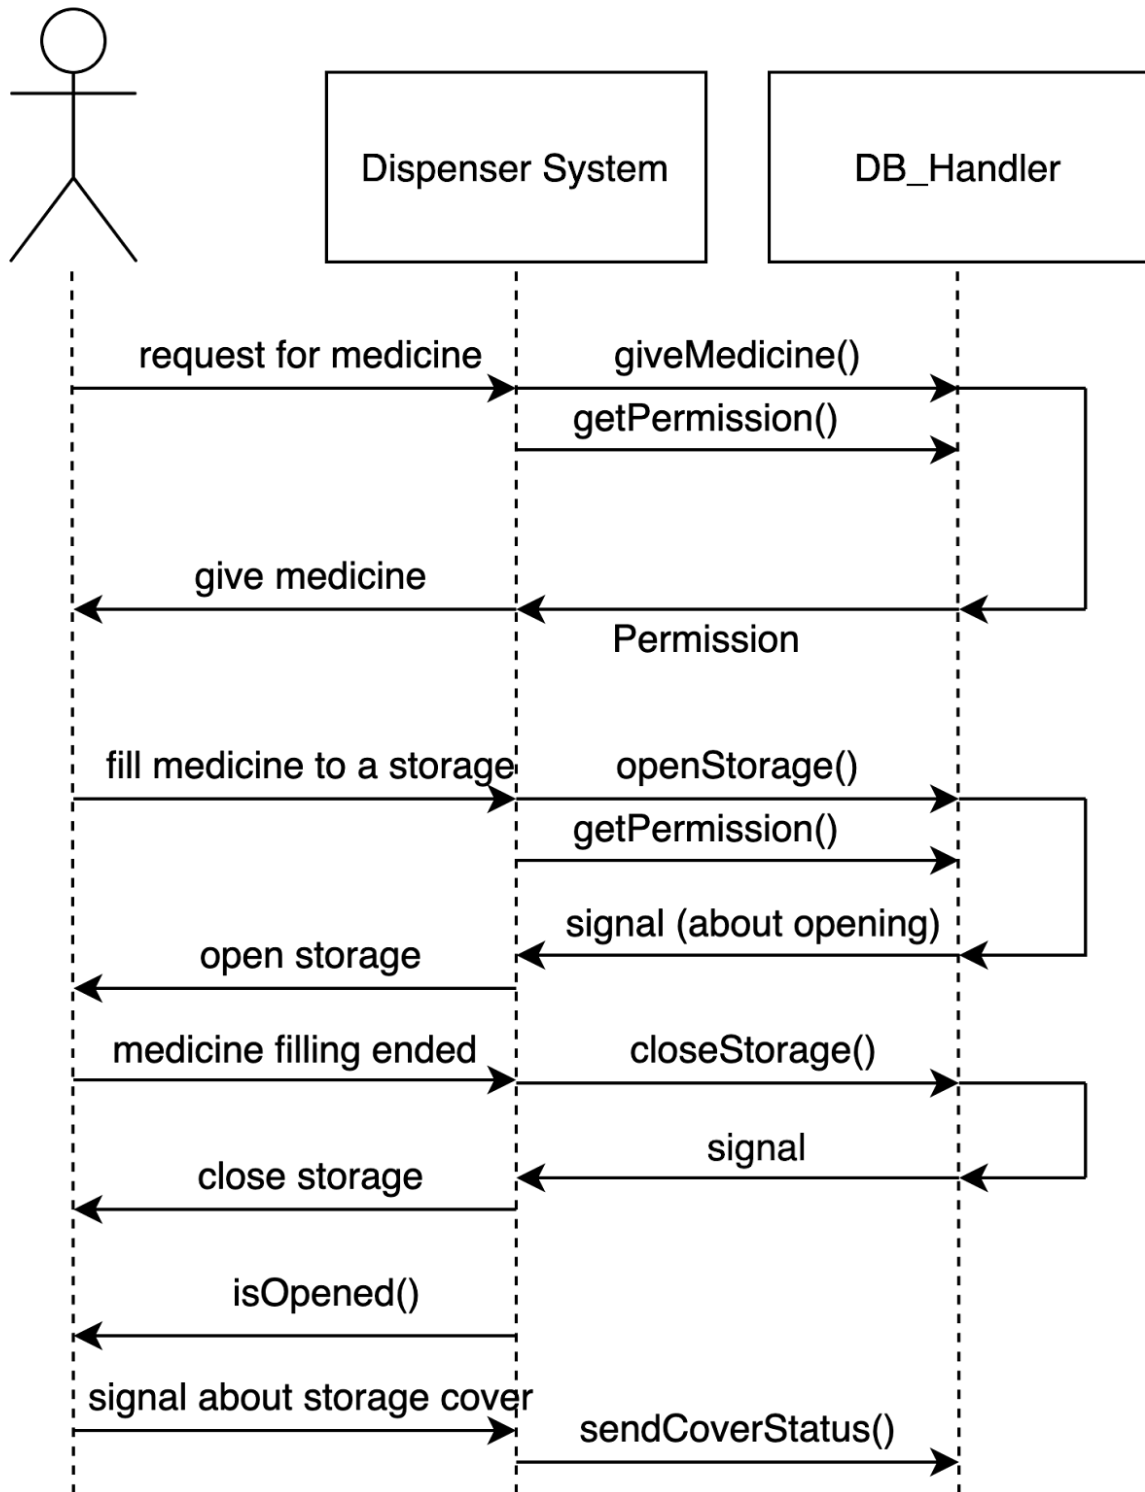 Dispenser System
DB_Handler
request for medicine
giveMedicine()
getPermission()
give medicine
Permission
fill medicine to a storage
openStorage()
getPermission()
signal (about opening)
open storage
medicine filling ended
closeStorage()
signal
close storage
isOpened()
signal about storage cover
sendCoverStatus()